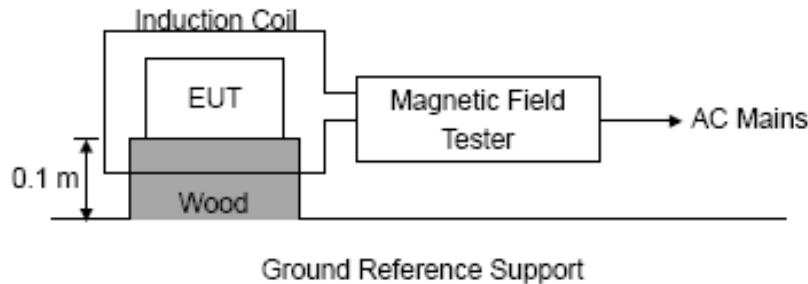 Induction Coil
EUT
Magnetic Field
Tester
AC Mains
0.1 m
Wood
Ground Reference Support